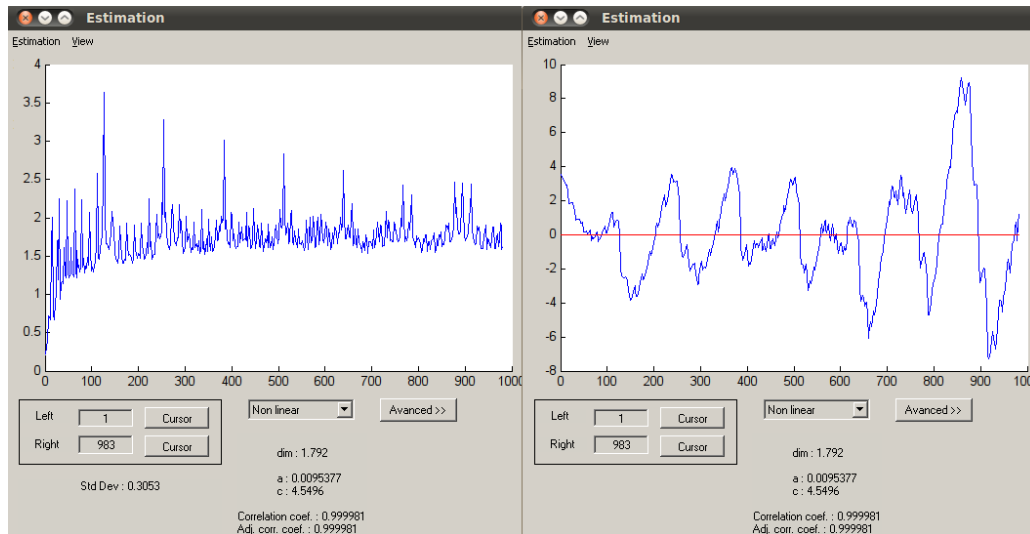 Estimation
Estimation View
4
3.5
3
2.5
2
1.5
1
0.5
0
0 100 200 300 400 500 600 700 800 900 1000
Left 1 Cursor
Right 983 Cursor
Non linear
Avanced >>
dim : 1.792
Std Dev : 0.3053
a : 0.0095377
c : 4.5496
Correlation coef. : 0.999981
Adj. corr. coef. : 0.999981
Estimation
Estimation View
10
8
6
4
2
0
-2
-4
-6
-8
0 100 200 300 400 500 600 700 800 900 100
Left 1 Cursor
Right 983 Cursor
Non linear
Avanced >>
dim : 1.792
a : 0.0095377
c : 4.5496
Correlation coef. : 0.999981
Adj. corr. coef. : 0.999981